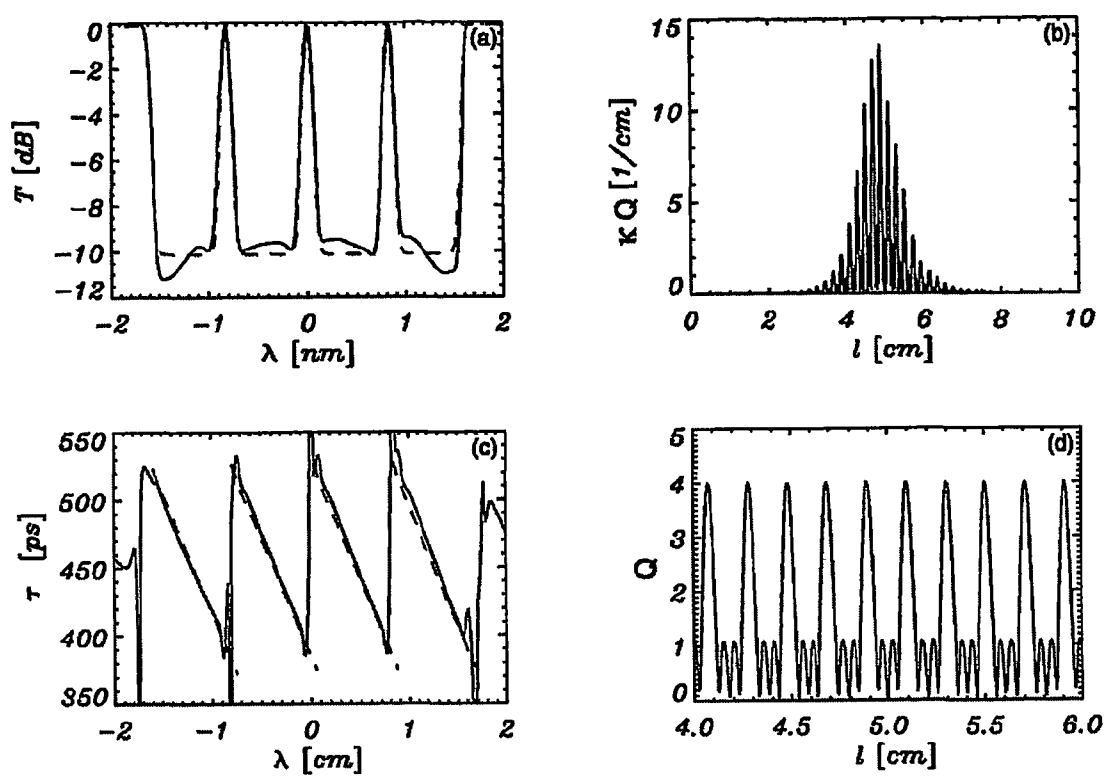 (a)
0
−2
−4
−6
−8
−10
−12
T [dB]
−2 −1 0 1 2
λ [nm]
(b)
15
10
5
0
κ Q [1/cm]
0 2 4 6 8 10
l [cm]
(c)
550
500
450
400
350
τ [ps]
−2 −1 0 1 2
λ [cm]
(d)
5
4
3
2
1
0
Q
4.0 4.5 5.0 5.5 6.0
l [cm]